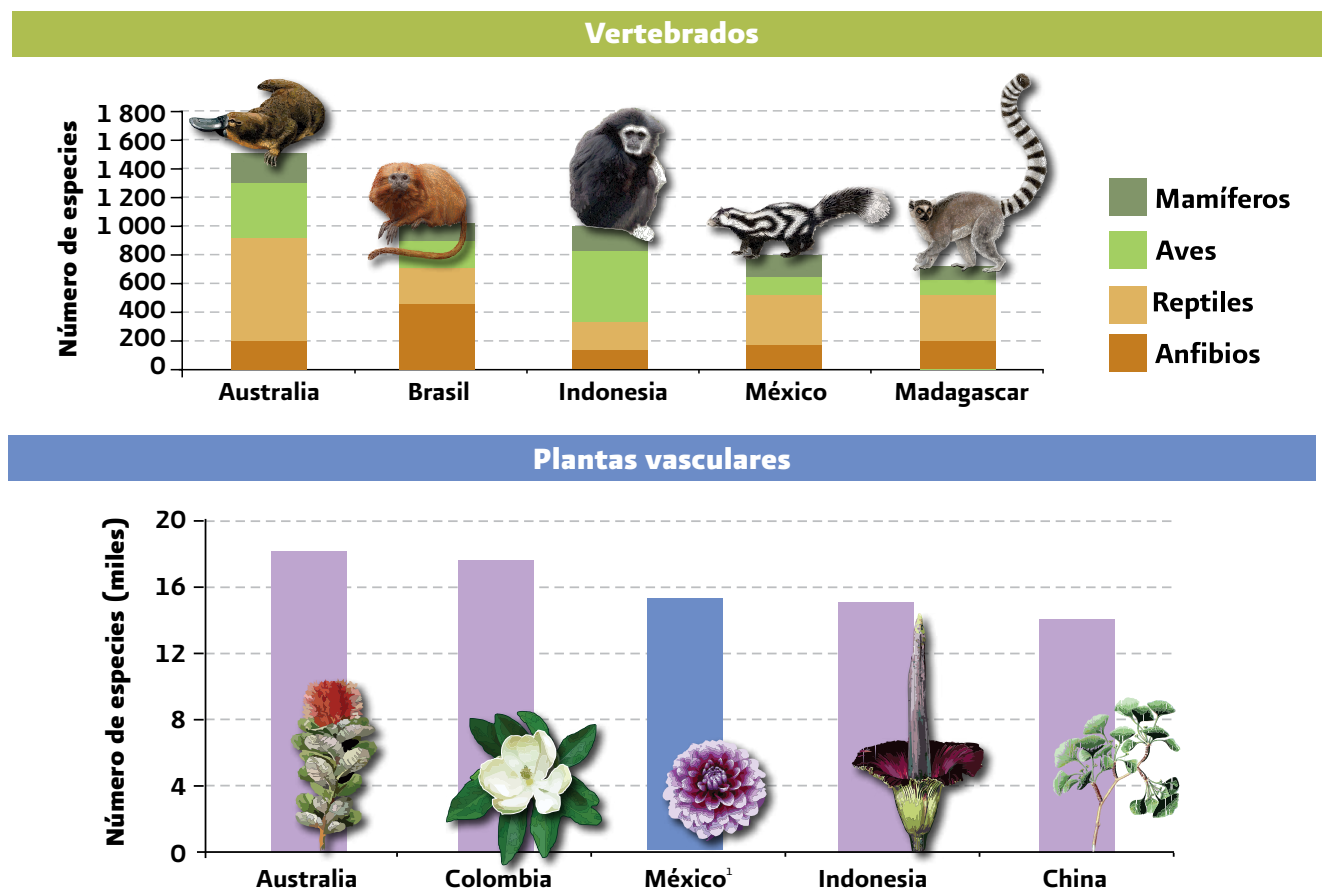 Vertebrados
Número de especies
1 800
1 600
1 400
1 200
1 000
800
600
400
200
0
Australia
Brasil
Indonesia
México
Madagascar
Mamíferos
Aves
Reptiles
Anfibios
Plantas vasculares
Número de especies (miles)
20
16
12
8
4
0
Australia
Colombia
México¹
Indonesia
China